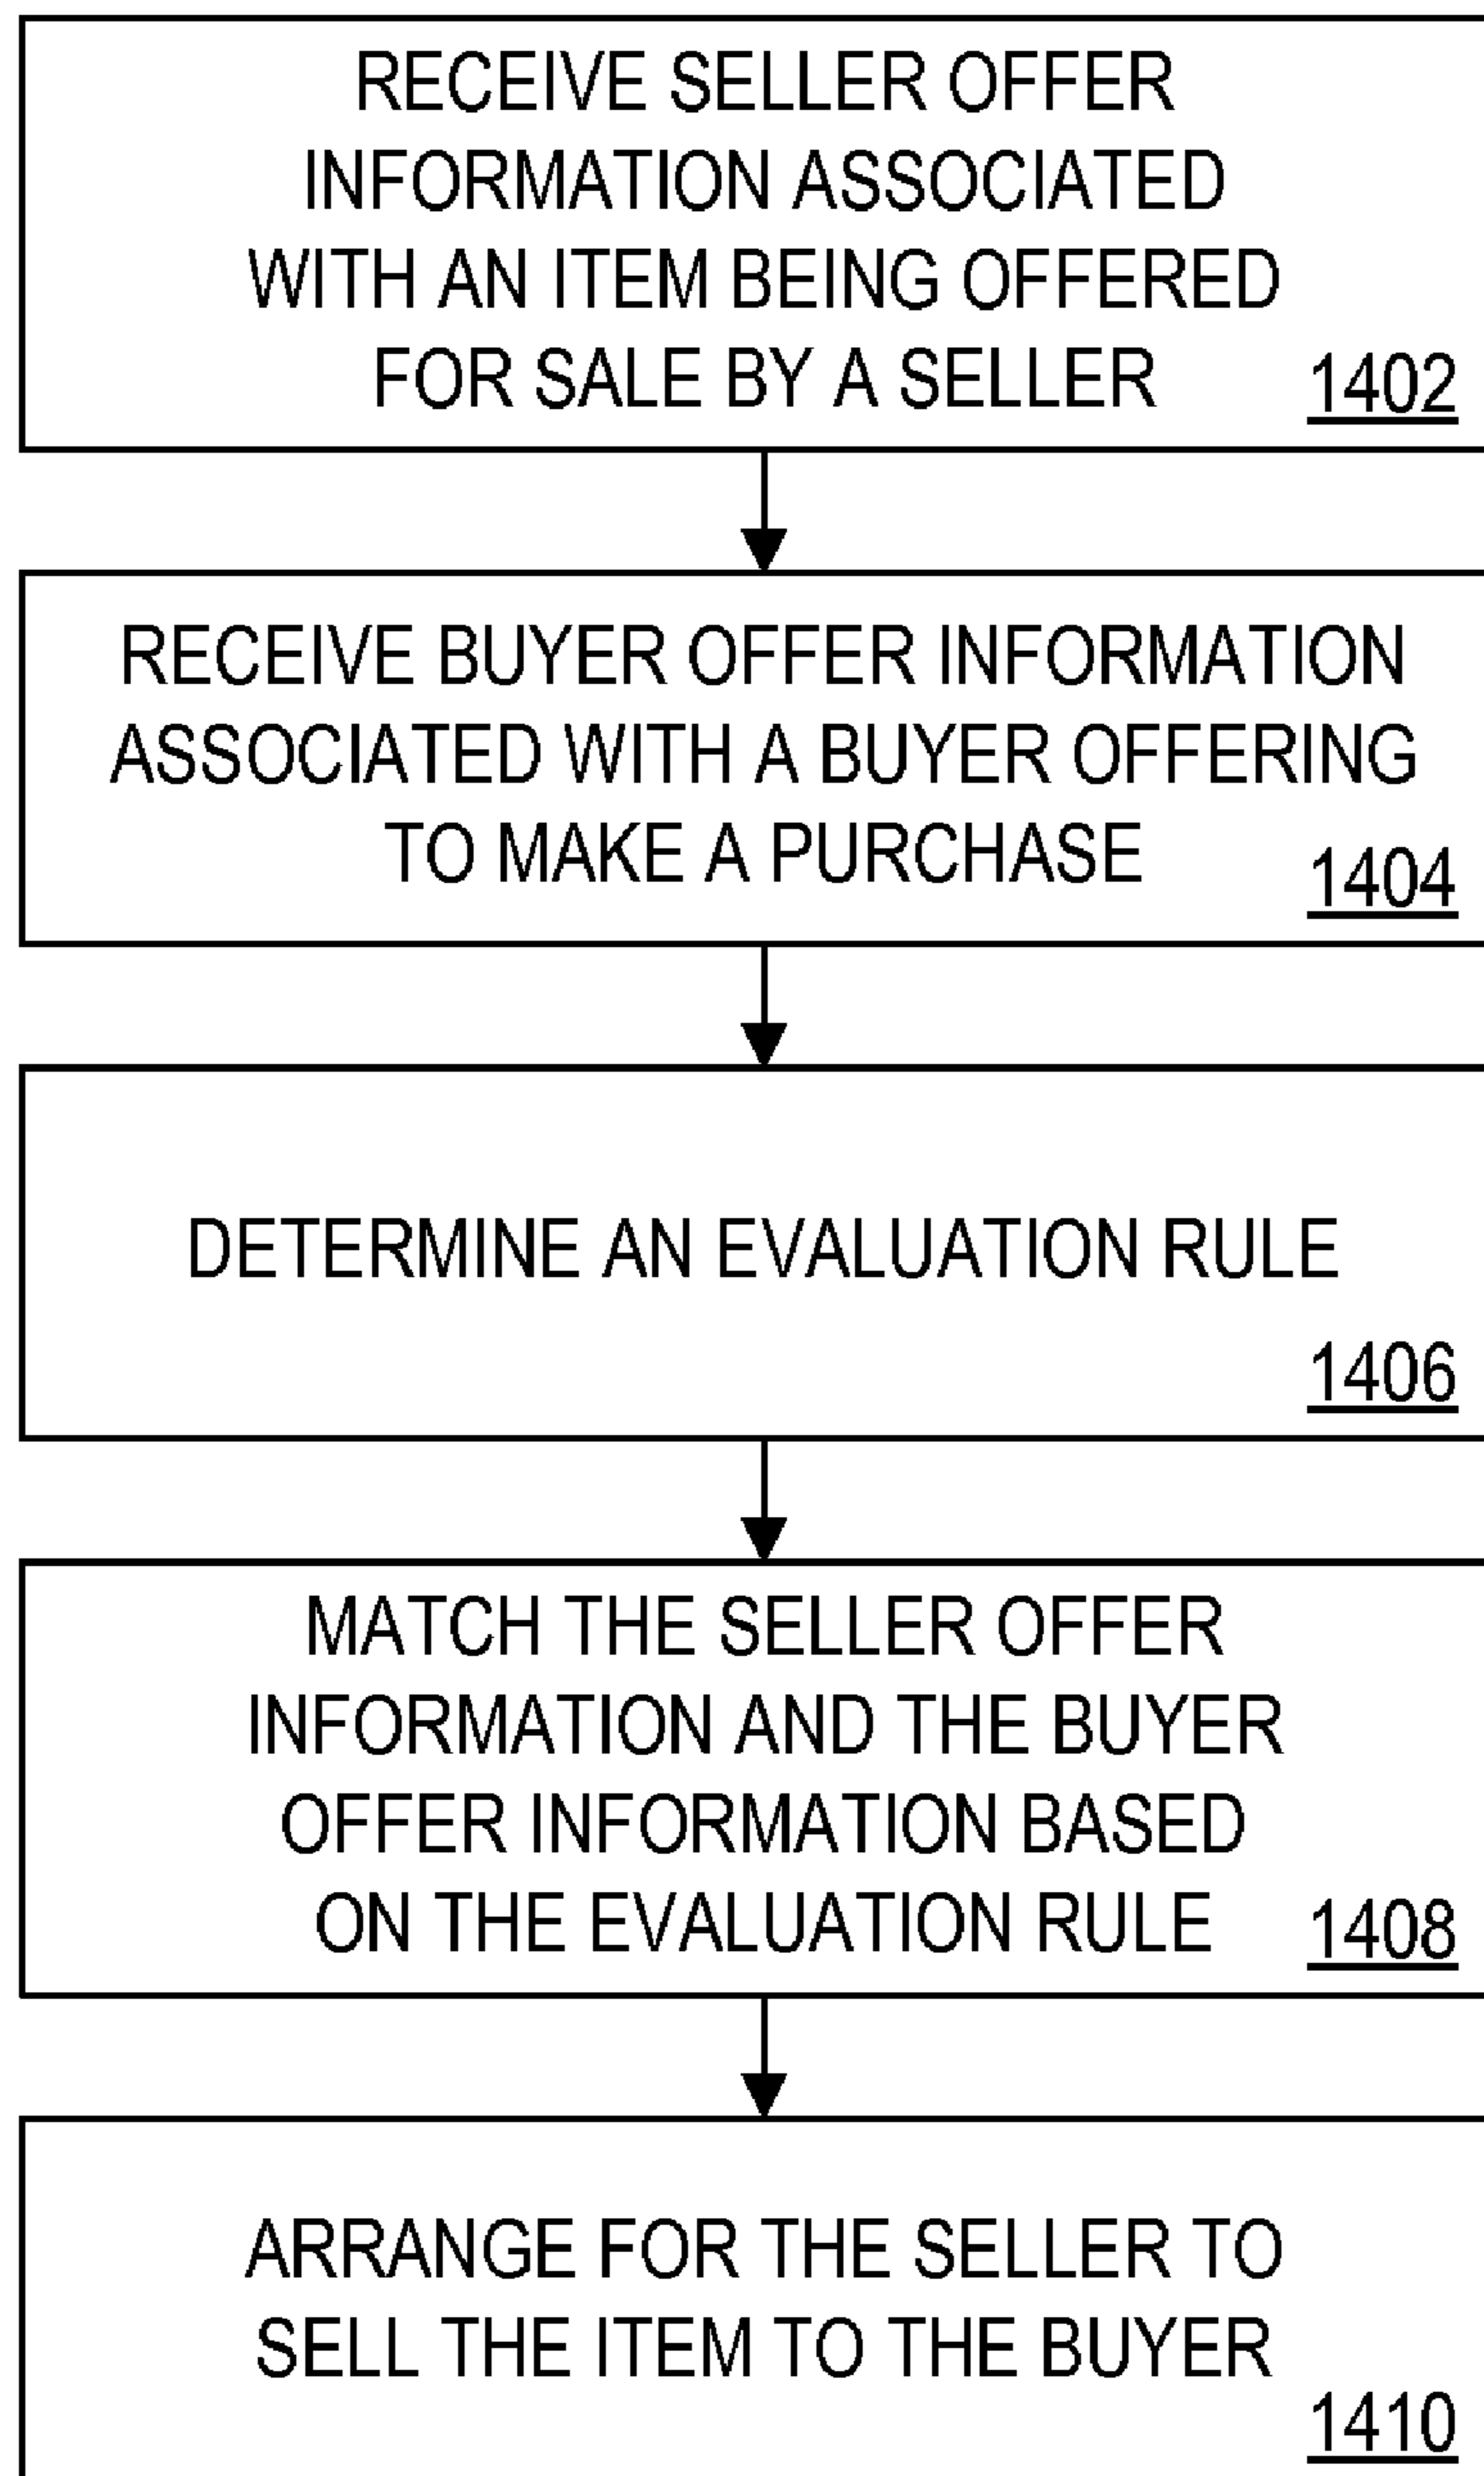 RECEIVE SELLER OFFER
INFORMATION ASSOCIATED
WITH AN ITEM BEING OFFERED
FOR SALE BY A SELLER
1402
RECEIVE BUYER OFFER INFORMATION
ASSOCIATED WITH A BUYER OFFERING
TO MAKE A PURCHASE
1404
DETERMINE AN EVALUATION RULE
1406
MATCH THE SELLER OFFER
INFORMATION AND THE BUYER
OFFER INFORMATION BASED
ON THE EVALUATION RULE
1408
ARRANGE FOR THE SELLER TO
SELL THE ITEM TO THE BUYER
1410